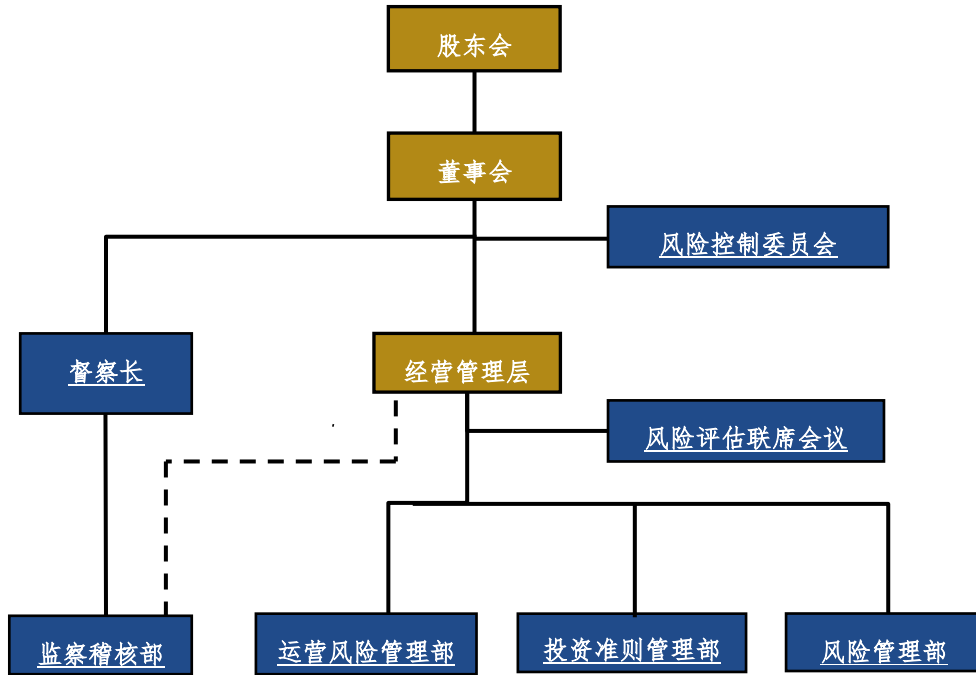 股东会
董事会
风险控制委员会
督察长
经营管理层
风险评估联席会议
监察稽核部
运营风险管理部
投资准则管理部
风险管理部